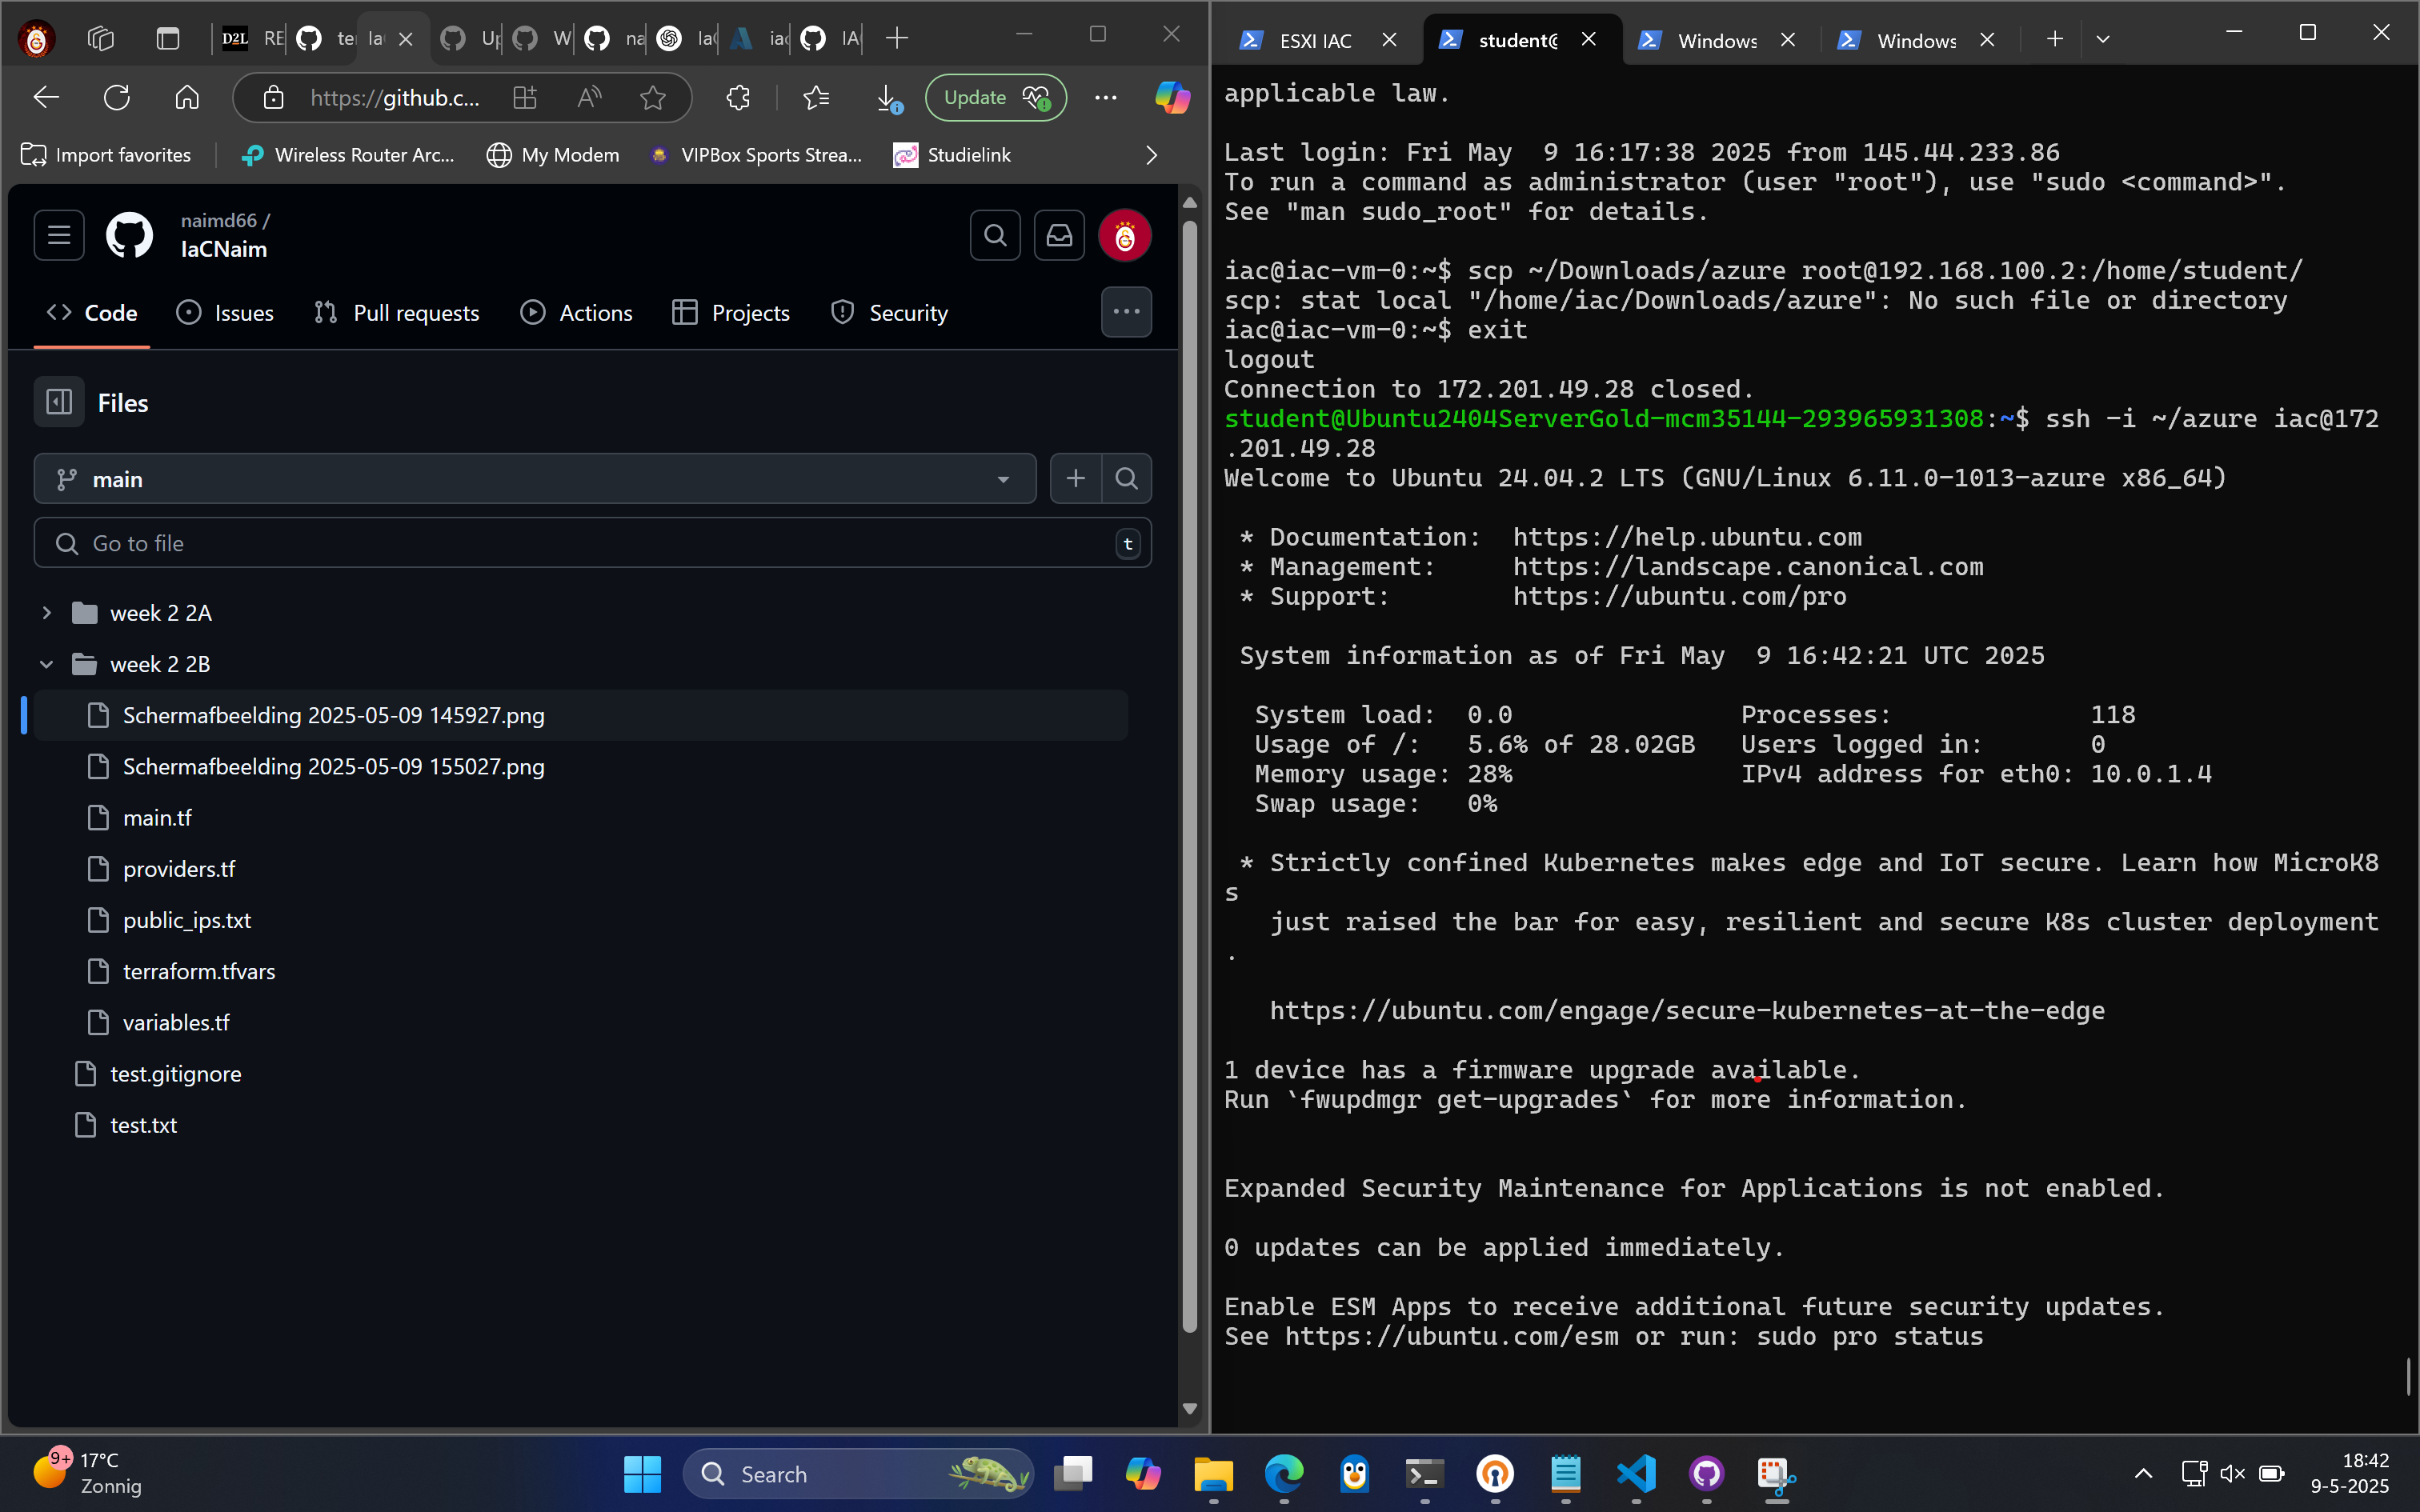 D2L RE
te
Ia
U
W
na
Ia
ia
IA
https://github.c...
Update
Import favorites
Wireless Router Arc...
My Modem
VIPBox Sports Strea...
Studielink
naimd66 /
IaCNaim
Code
Issues
Pull requests
Actions
Projects
Security
Files
main
Go to file
t
week 2 2A
week 2 2B
Schermafbeelding 2025-05-09 145927.png
Schermafbeelding 2025-05-09 155027.png
main.tf
providers.tf
public_ips.txt
terraform.tfvars
variables.tf
test.gitignore
test.txt
ESXI IAC
student@
Windows
Windows
applicable law.
Last login: Fri May  9 16:17:38 2025 from 145.44.233.86
To run a command as administrator (user "root"), use "sudo <command>".
See "man sudo_root" for details.
iac@iac-vm-0:~$ scp ~/Downloads/azure root@192.168.100.2:/home/student/
scp: stat local "/home/iac/Downloads/azure": No such file or directory
iac@iac-vm-0:~$ exit
logout
Connection to 172.201.49.28 closed.
student@Ubuntu2404ServerGold-mcm35144-293965931308:~$ ssh -i ~/azure iac@172
.201.49.28
Welcome to Ubuntu 24.04.2 LTS (GNU/Linux 6.11.0-1013-azure x86_64)
* Documentation:  https://help.ubuntu.com
* Management:     https://landscape.canonical.com
* Support:        https://ubuntu.com/pro
System information as of Fri May  9 16:42:21 UTC 2025
System load:  0.0               Processes:             118
Usage of /:   5.6% of 28.02GB   Users logged in:       0
Memory usage: 28%               IPv4 address for eth0: 10.0.1.4
Swap usage:   0%
* Strictly confined Kubernetes makes edge and IoT secure. Learn how MicroK8
s
just raised the bar for easy, resilient and secure K8s cluster deployment
.
https://ubuntu.com/engage/secure-kubernetes-at-the-edge
1 device has a firmware upgrade available.
Run `fwupdmgr get-upgrades` for more information.
Expanded Security Maintenance for Applications is not enabled.
0 updates can be applied immediately.
Enable ESM Apps to receive additional future security updates.
See https://ubuntu.com/esm or run: sudo pro status
9+
17°C
Zonnig
Search
18:42
9-5-2025